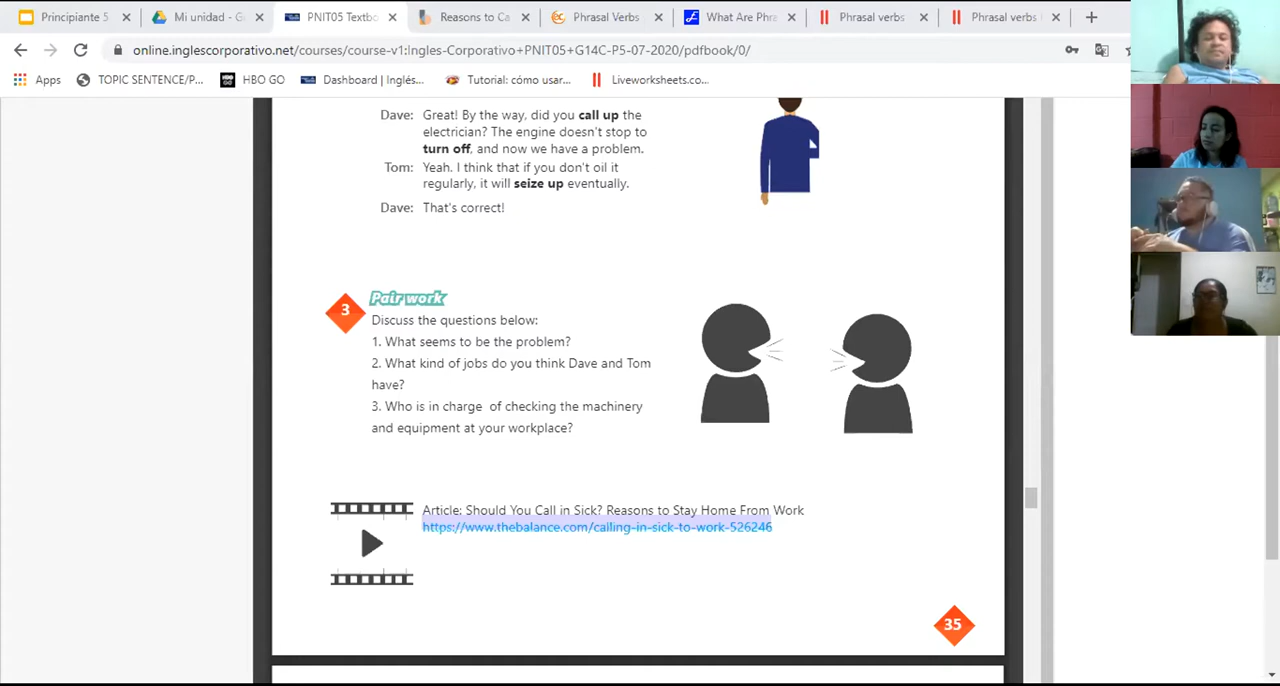 Principiante 5
Mi unidad - G
PNIT05 Textbo
Reasons to Ca
Phrasal Verbs
What Are Phra
Phrasal verbs
Phrasal verbs
online.inglescorporativo.net/courses/course-v1:Ingles-Corporativo+PNIT05+G14C-P5-07-2020/pdfbook/0/
Apps
TOPIC SENTENCE/P...
HBO GO
Dashboard | Inglés...
Tutorial: cómo usar...
Liveworksheets.co...
Dave: Great! By the way, did you call up the
electrician? The engine doesn't stop to
turn off, and now we have a problem.
Tom: Yeah. I think that if you don't oil it
regularly, it will seize up eventually.
Dave: That's correct!
3
Pair work
Discuss the questions below:
1. What seems to be the problem?
2. What kind of jobs do you think Dave and Tom
have?
3. Who is in charge of checking the machinery
and equipment at your workplace?
Article: Should You Call in Sick? Reasons to Stay Home From Work
https://www.thebalance.com/calling-in-sick-to-work-526246
35